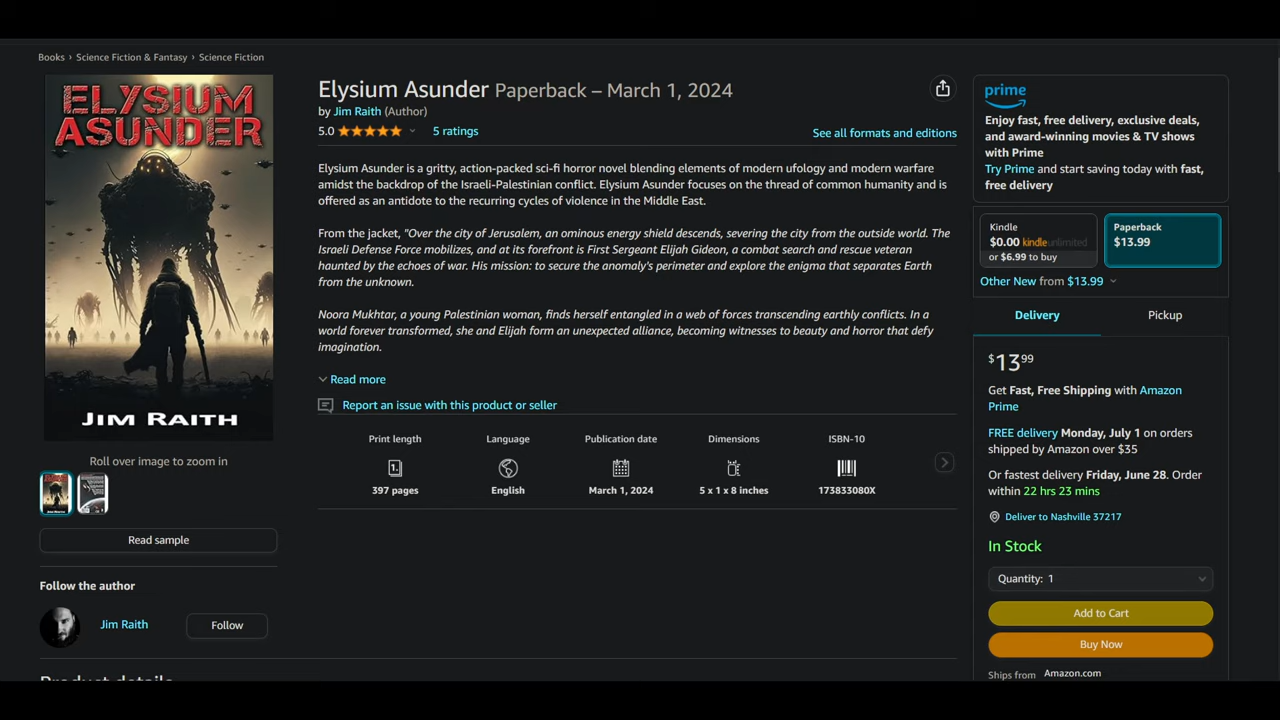 Books › Science Fiction & Fantasy › Science Fiction
ELYSIUM
ASUNDER
JIM RAITH
Roll over image to zoom in
Read sample
Follow the author
Jim Raith
Follow
Elysium Asunder Paperback – March 1, 2024
by Jim Raith (Author)
5.0
5 ratings
See all formats and editions
Elysium Asunder is a gritty, action-packed sci-fi horror novel blending elements of modern ufology and modern warfare
amidst the backdrop of the Israeli-Palestinian conflict. Elysium Asunder focuses on the thread of common humanity and is
offered as an antidote to the recurring cycles of violence in the Middle East.
From the jacket, "Over the city of Jerusalem, an ominous energy shield descends, severing the city from the outside world. The
Israeli Defense Force mobilizes, and at its forefront is First Sergeant Elijah Gideon, a combat search and rescue veteran
haunted by the echoes of war. His mission: to secure the anomaly's perimeter and explore the enigma that separates Earth
from the unknown.
Noora Mukhtar, a young Palestinian woman, finds herself entangled in a web of forces transcending earthly conflicts. In a
world forever transformed, she and Elijah form an unexpected alliance, becoming witnesses to beauty and horror that defy
imagination.
Read more
Report an issue with this product or seller
Print length
397 pages
Language
English
Publication date
March 1, 2024
Dimensions
5 x 1 x 8 inches
ISBN-10
173833080X
Product details
prime
Enjoy fast, free delivery, exclusive deals,
and award-winning movies & TV shows
with Prime
Try Prime and start saving today with fast,
free delivery
Kindle
$0.00 kindleunlimited
or $6.99 to buy
Paperback
$13.99
Other New from $13.99
Delivery
Pickup
$13 99
Get Fast, Free Shipping with Amazon
Prime
FREE delivery Monday, July 1 on orders
shipped by Amazon over $35
Or fastest delivery Friday, June 28. Order
within 22 hrs 23 mins
Deliver to Nashville 37217
In Stock
Quantity: 1
Add to Cart
Buy Now
Ships from Amazon.com